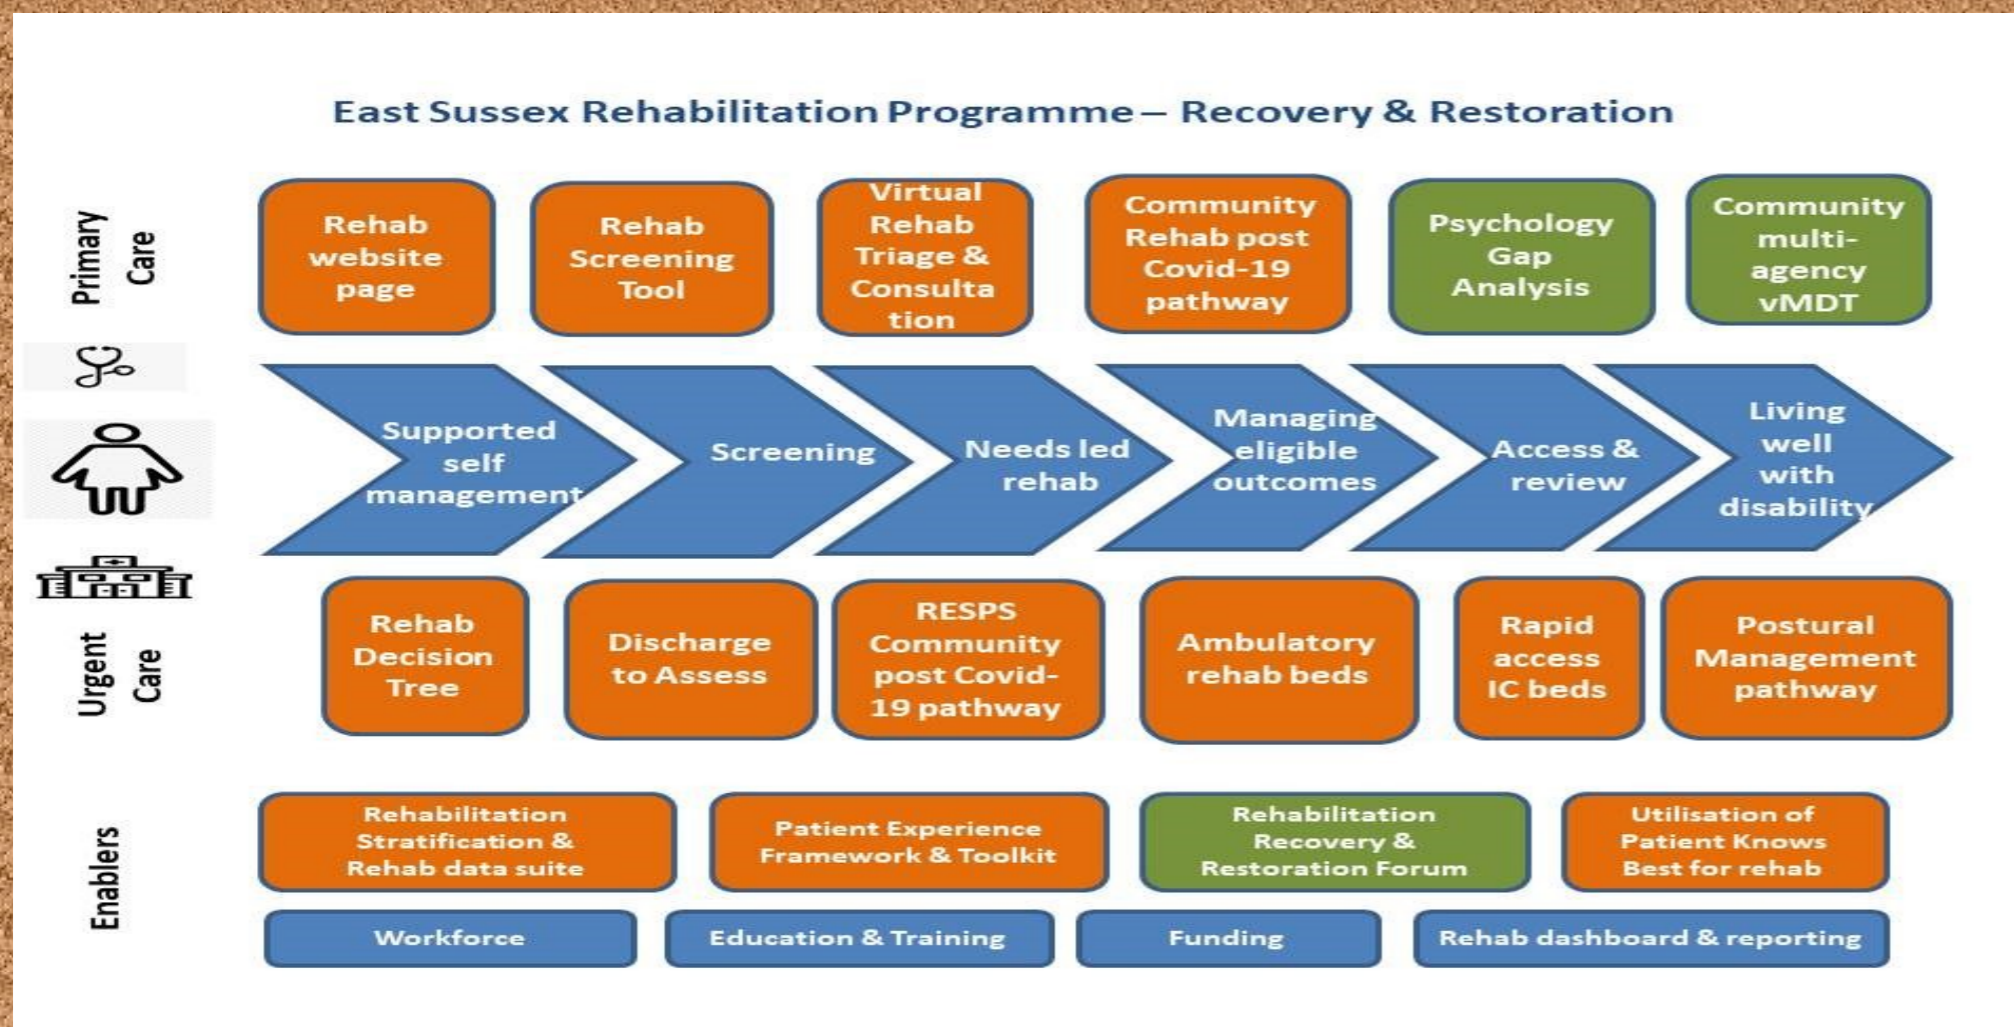 East Sussex Rehabilitation Programme – Recovery & Restoration
Primary
Care
Rehab
website
page
Rehab
Screening
Tool
Virtual
Rehab
Triage &
Consulta
tion
Community
Rehab post
Covid-19
pathway
Psychology
Gap
Analysis
Community
multi-
agency
vMDT
Supported
self
management
Screening
Needs led
rehab
Managing
eligible
outcomes
Access &
review
Living
well
with
disability
Urgent
Care
Rehab
Decision
Tree
Discharge
to Assess
RESPS
Community
post Covid-
19 pathway
Ambulatory
rehab beds
Rapid
access
IC beds
Postural
Management
pathway
Enablers
Rehabilitation
Stratification &
Rehab data suite
Patient Experience
Framework & Toolkit
Rehabilitation
Recovery &
Restoration Forum
Utilisation of
Patient Knows
Best for rehab
Workforce
Education & Training
Funding
Rehab dashboard & reporting